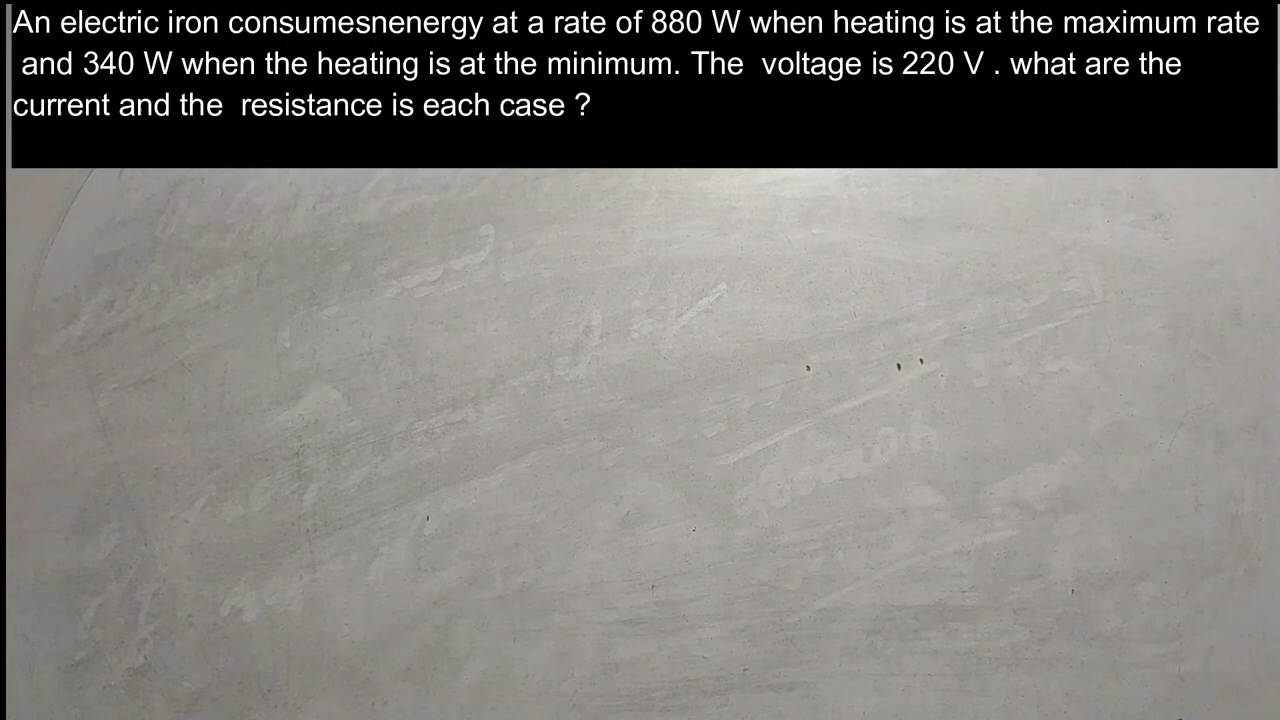 An electric iron consumesnenergy at a rate of 880 W when heating is at the maximum rate
and 340 W when the heating is at the minimum. The voltage is 220 V . what are the
current and the resistance is each case ?